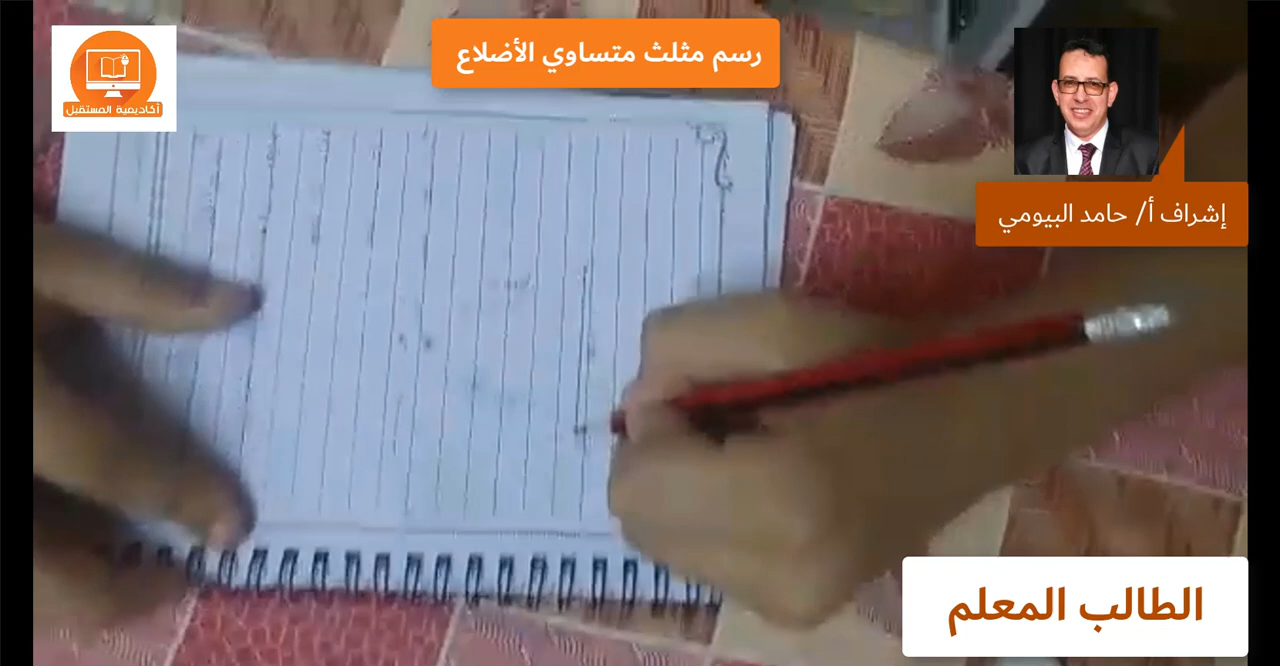 رسم مثلث متساوي الأضلاع
أكاديمية المستقبل
إشراف أ/ حامد البيومي
الطالب المعلم